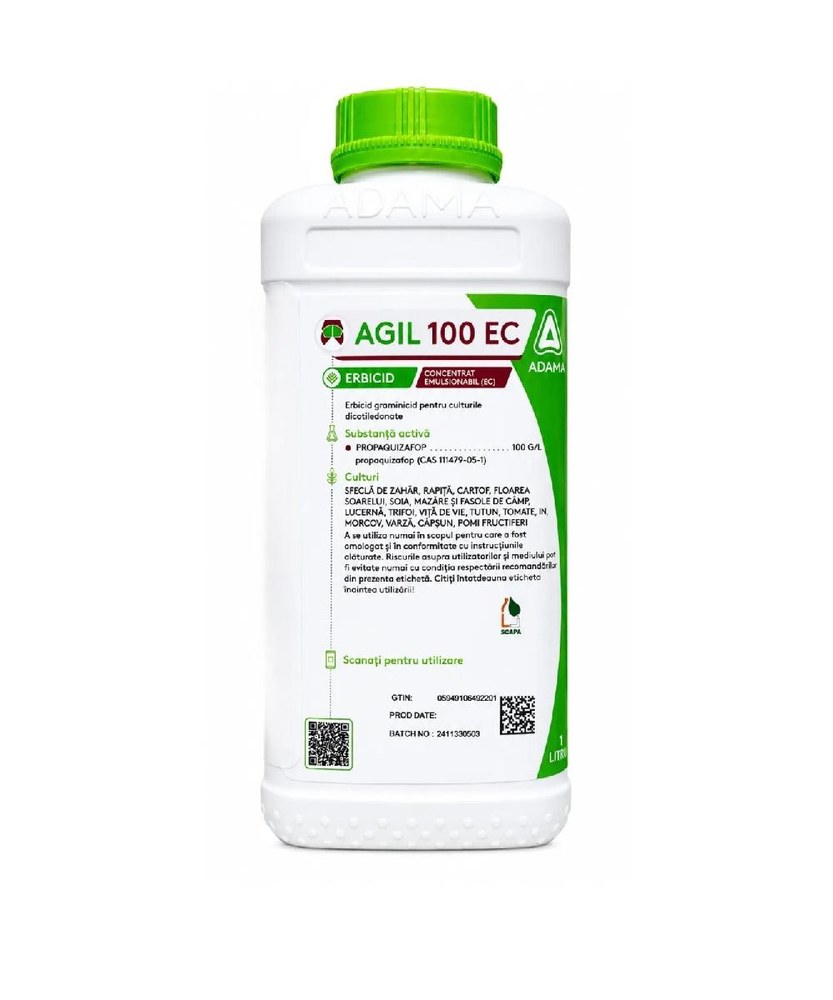 ADAMA
AGIL 100 EC
ADAMA
ERBICID
CONCENTRAT
EMULSIONABIL (EC)
Erbicid graminicid pentru culturile
dicotiledonate
Substanță activă
PROPAQUIZAFOP .................. 100 G/L
propaquizafop (CAS 111479-05-1)
Culturi
SFECLĂ DE ZAHĂR, RAPIȚĂ, CARTOF, FLOAREA
SOARELUI, SOIA, MAZĂRE ȘI FASOLE DE CÂMP,
LUCERNĂ, TRIFOI, VIȚĂ DE VIE, TUTUN, TOMATE, IN,
MORCOV, VARZĂ, CĂPȘUN, POMI FRUCTIFERI
A se utiliza numai în scopul pentru care a fost
omologat și în conformitate cu instrucțiunile
alăturate. Riscurile asupra utilizatorilor și mediului pot
fi evitate numai cu condiția respectării recomandărilor
din prezenta etichetă. Citiți întotdeauna eticheta
înaintea utilizării!
SCAPA
Scanați pentru utilizare
GTIN: 05949106492201
PROD DATE:
BATCH NO : 2411330503
1
LITRU